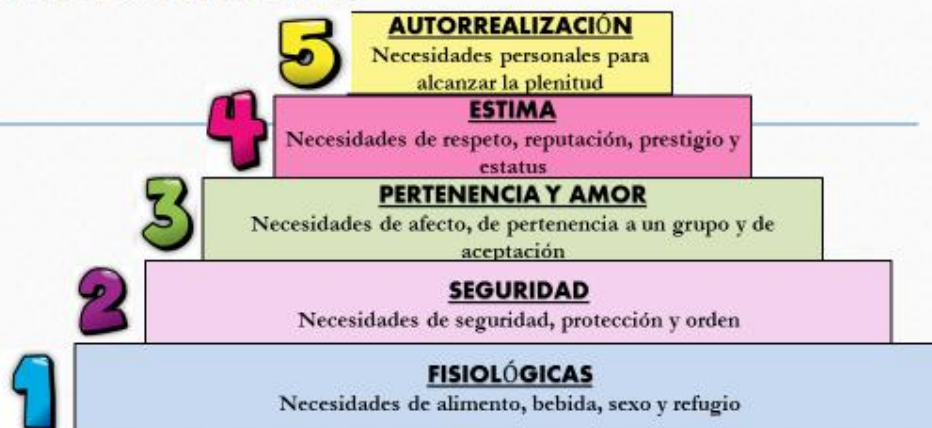 5
AUTORREALIZACIÓN
Necesidades personales para
alcanzar la plenitud
4
ESTIMA
Necesidades de respeto, reputación, prestigio y
estatus
3
PERTENENCIA Y AMOR
Necesidades de afecto, de pertenencia a un grupo y de
aceptación
2
SEGURIDAD
Necesidades de seguridad, protección y orden
1
FISIOLÓGICAS
Necesidades de alimento, bebida, sexo y refugio